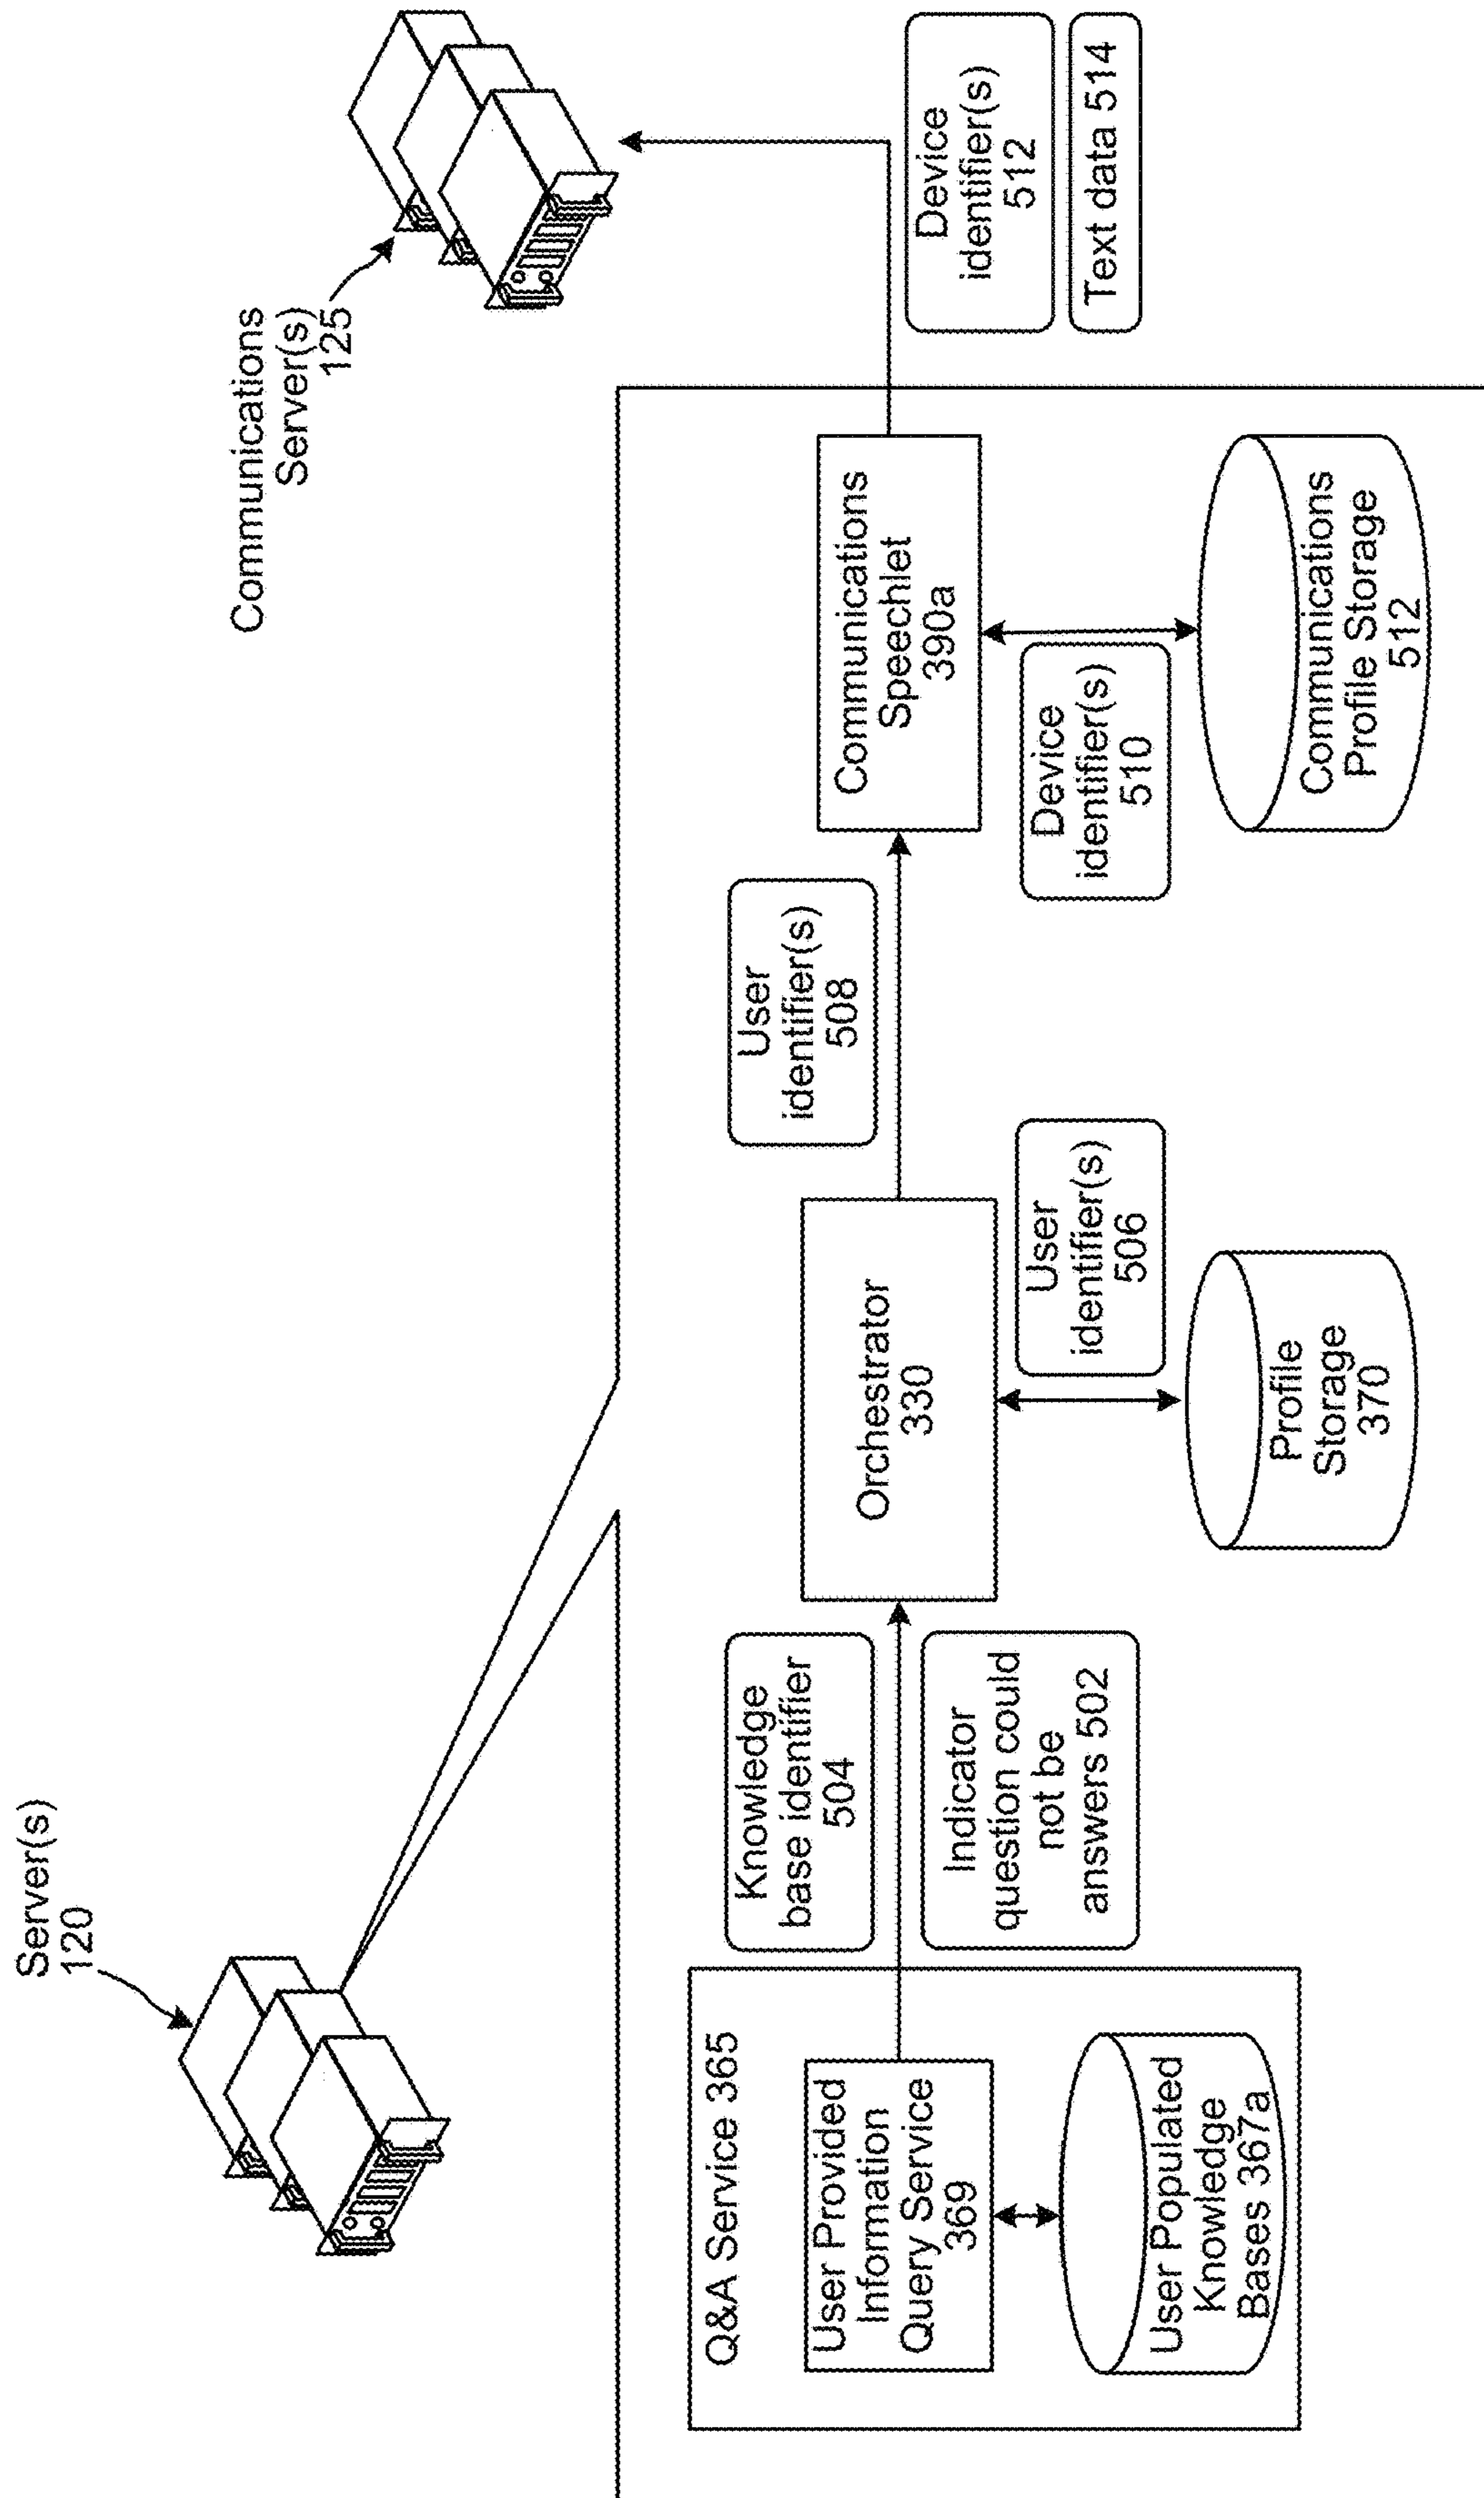 Server(s)
120
Communications
Server(s)
125
Q&A Service 365
User Provided
Information
Query Service
369
User Populated
Knowledge
Bases 367a
Knowledge
base identifier
504
Indicator
question could
not be
answers 502
Orchestrator
330
User
identifier(s)
506
Profile
Storage
370
User
identifier(s)
508
Communications
Speechlet
390a
Device
identifier(s)
510
Communications
Profile Storage
512
Device
identifier(s)
512
Text data 514